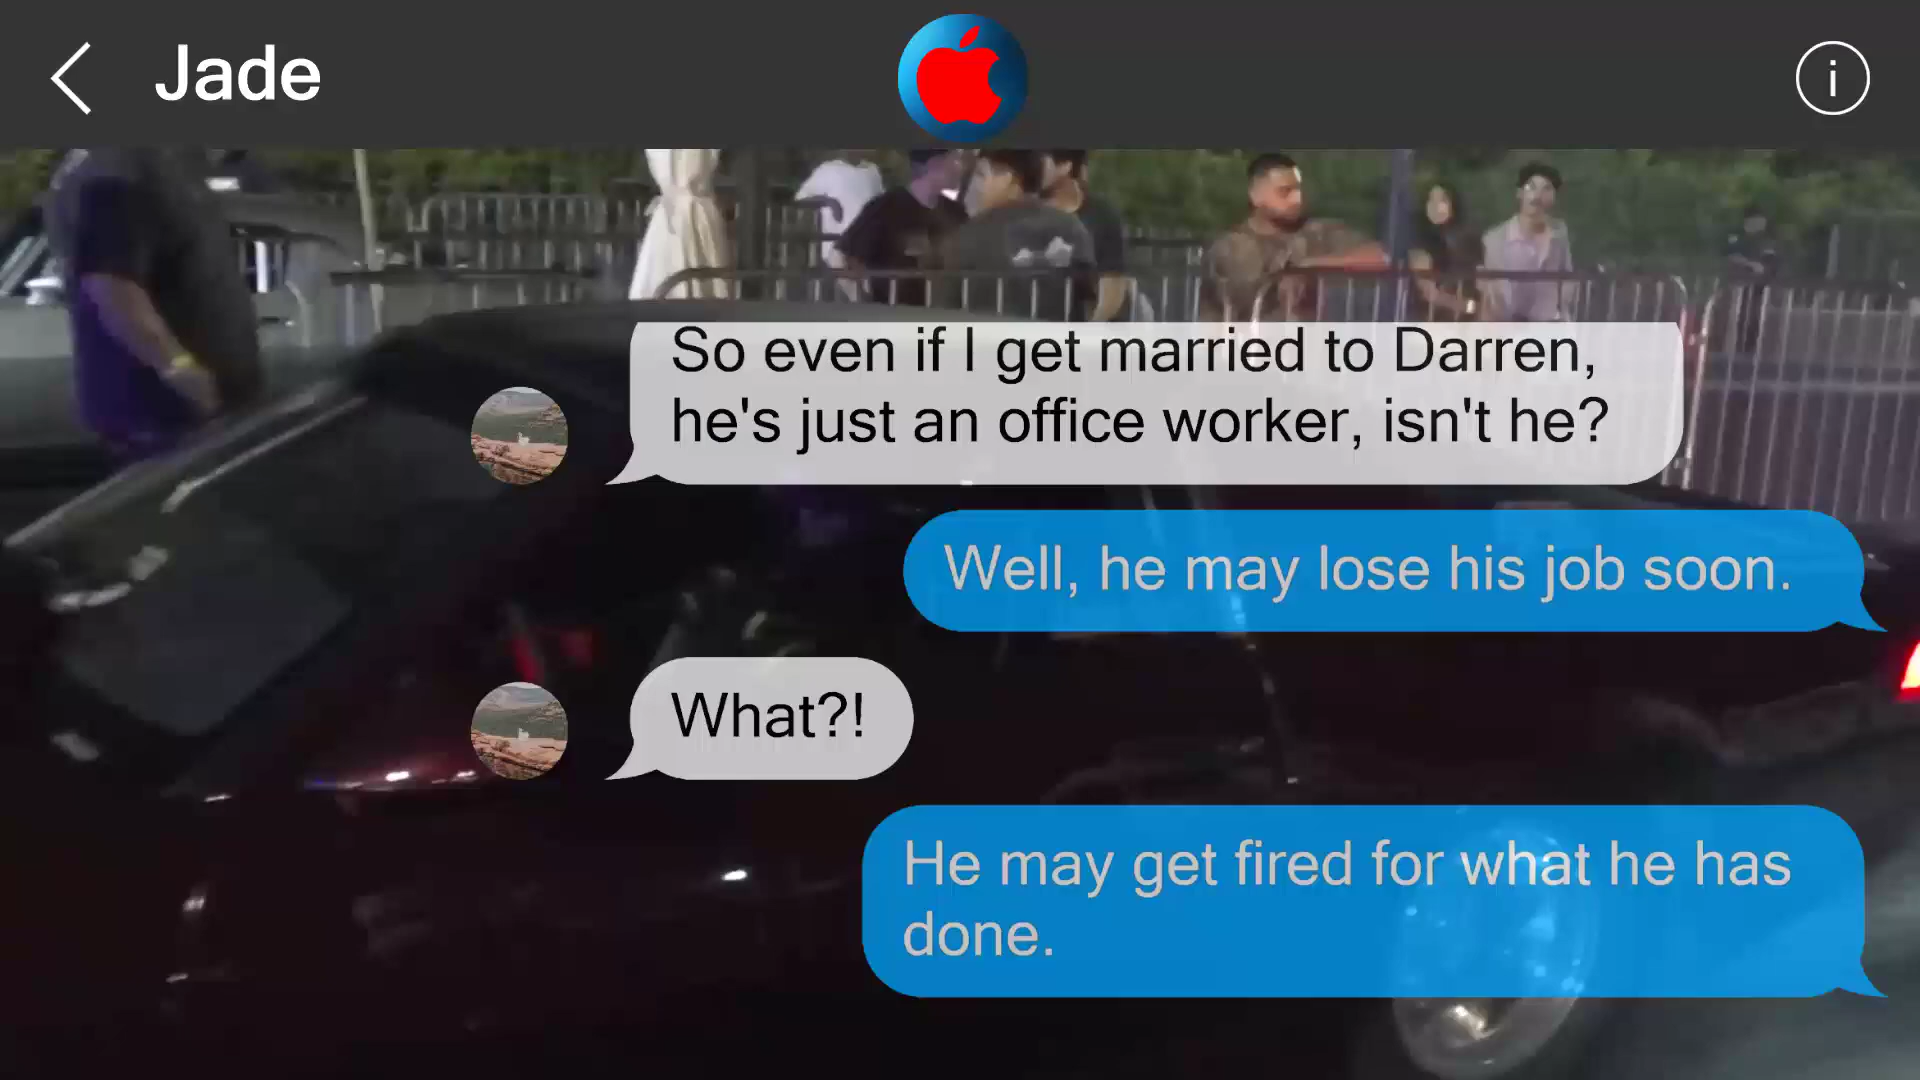 Jade
i
So even if I get married to Darren,
he's just an office worker, isn't he?
Well, he may lose his job soon.
What?!
He may get fired for what he has
done.